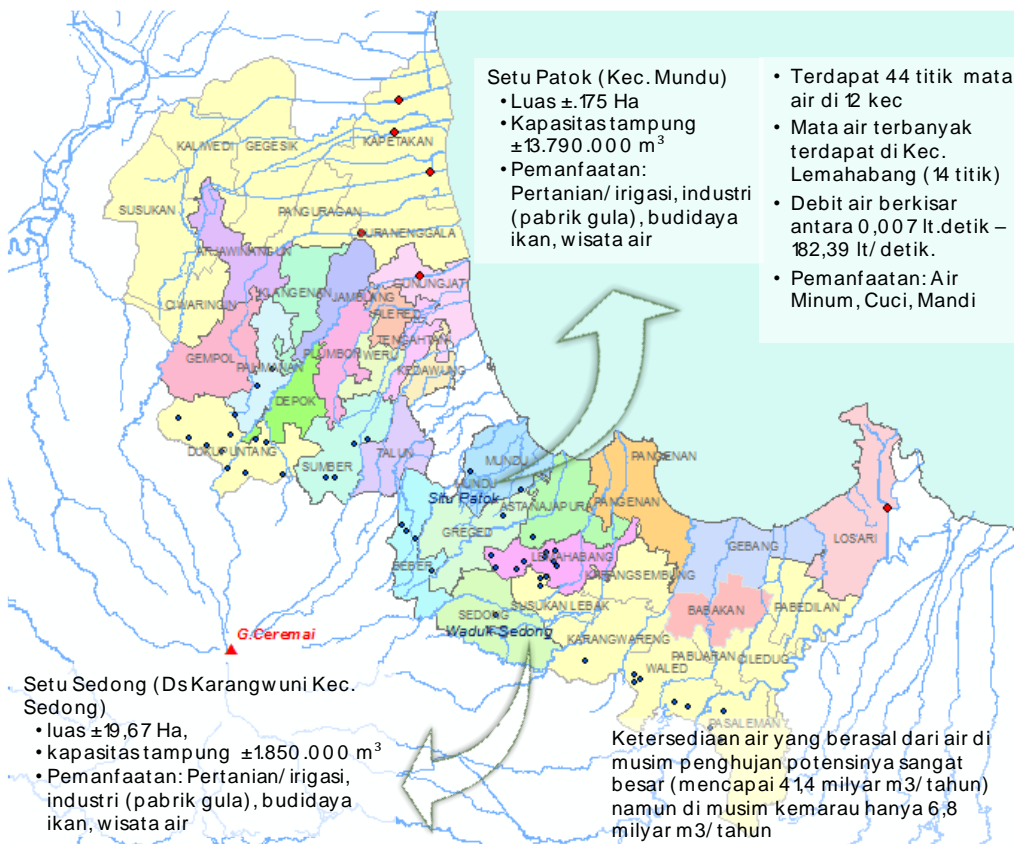 Setu Patok (Kec. Mundu)
• Luas ±.175 Ha
• Kapasitas tampung
±13.790.000 m³
• Pemanfaatan:
Pertanian/ irigasi, industri
(pabrik gula), budidaya
ikan, wisata air
• Terdapat 44 titik mata
air di 12 kec
• Mata air terbanyak
terdapat di Kec.
Lemahabang (14 titik)
• Debit air berkisar
antara 0,007 lt.detik –
182,39 lt/ detik.
• Pemanfaatan: Air
Minum, Cuci, Mandi
KALIWEDI
GEGESIK
KAPETAKAN
SUSUKAN
PANGURAGAN
SURANENGGALA
ARJAWINANGUN
CIWARINGIN
KLANGENAN
JAMBLANG
GUNUNGJAT
PLERED
TENGAHTANI
GEMPOL
PALIMANAN
PLUMBON
WERU
KEDAWUNG
DEPOK
DUKUPUNTANG
SUMBER
TALUN
MUNDU
MUNDU
Situ Patok
PANGENAN
PANGENAN
ASTANAJAPURA
GREGED
LEMAHABANG
GEBANG
LOSARI
BEBER
KARANGSEMBUNG
SUSUKAN LEBAK
SEDONG
Waduk Sedong
BABAKAN
PABEDILAN
KARANGWARENG
PABUARAN
CILEDUG
WALED
PASALEMAN
G.Ceremai
Setu Sedong (Ds Karangwuni Kec.
Sedong)
• luas ±19,67 Ha,
• kapasitas tampung ±1.850.000 m³
• Pemanfaatan: Pertanian/ irigasi,
industri (pabrik gula), budidaya
ikan, wisata air
Ketersediaan air yang berasal dari air di
musim penghujan potensinya sangat
besar (mencapai 41,4 milyar m3/ tahun)
namun di musim kemarau hanya 6,8
milyar m3/ tahun